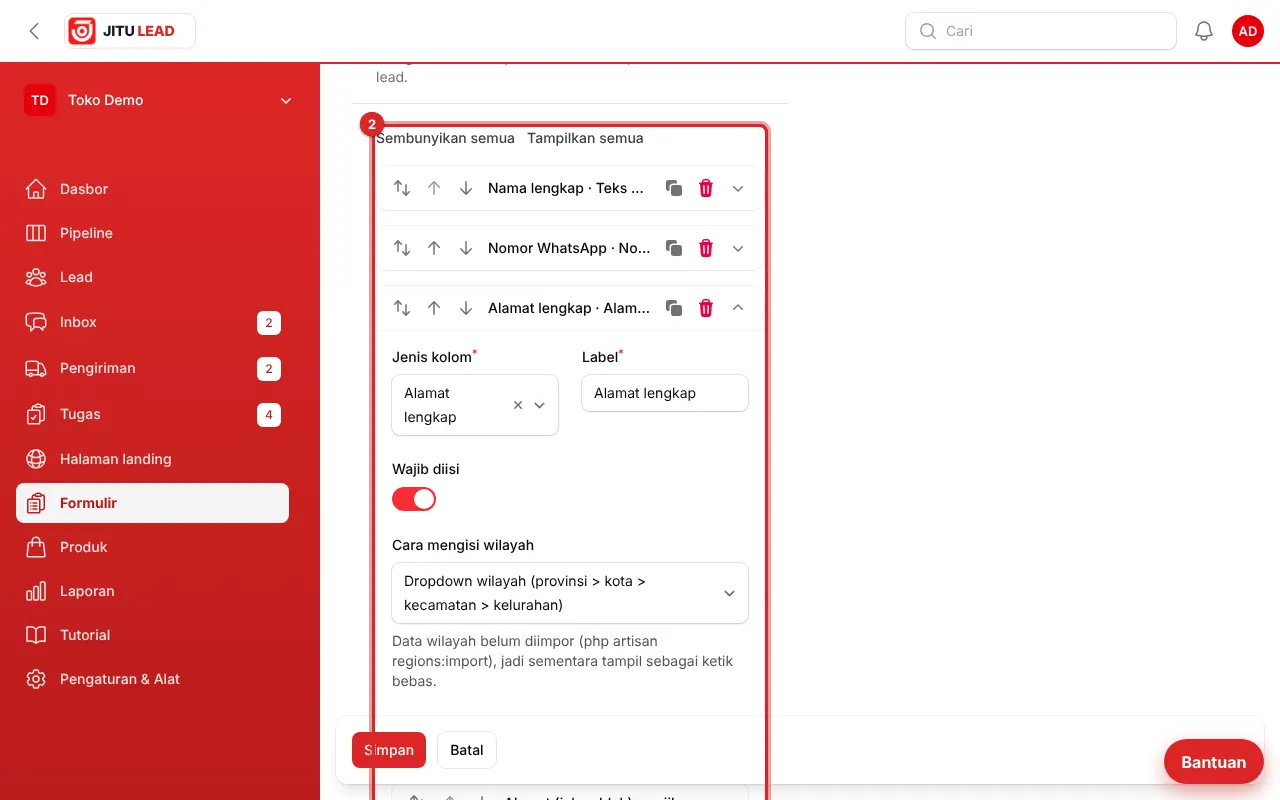 JITU LEAD
Cari
AD
TD
Toko Demo
Dasbor
Pipeline
Lead
Inbox
2
Pengiriman
2
Tugas
4
Halaman landing
Formulir
Produk
Laporan
Tutorial
Pengaturan & Alat
lead.
2
Sembunyikan semua
Tampilkan semua
Nama lengkap · Teks ...
Nomor WhatsApp · No...
Alamat lengkap · Alam...
Jenis kolom*
Label*
Alamat
lengkap
Alamat lengkap
Wajib diisi
Cara mengisi wilayah
Dropdown wilayah (provinsi > kota >
kecamatan > kelurahan)
Data wilayah belum diimpor (php artisan
regions:import), jadi sementara tampil sebagai ketik
bebas.
Simpan
Batal
Bantuan